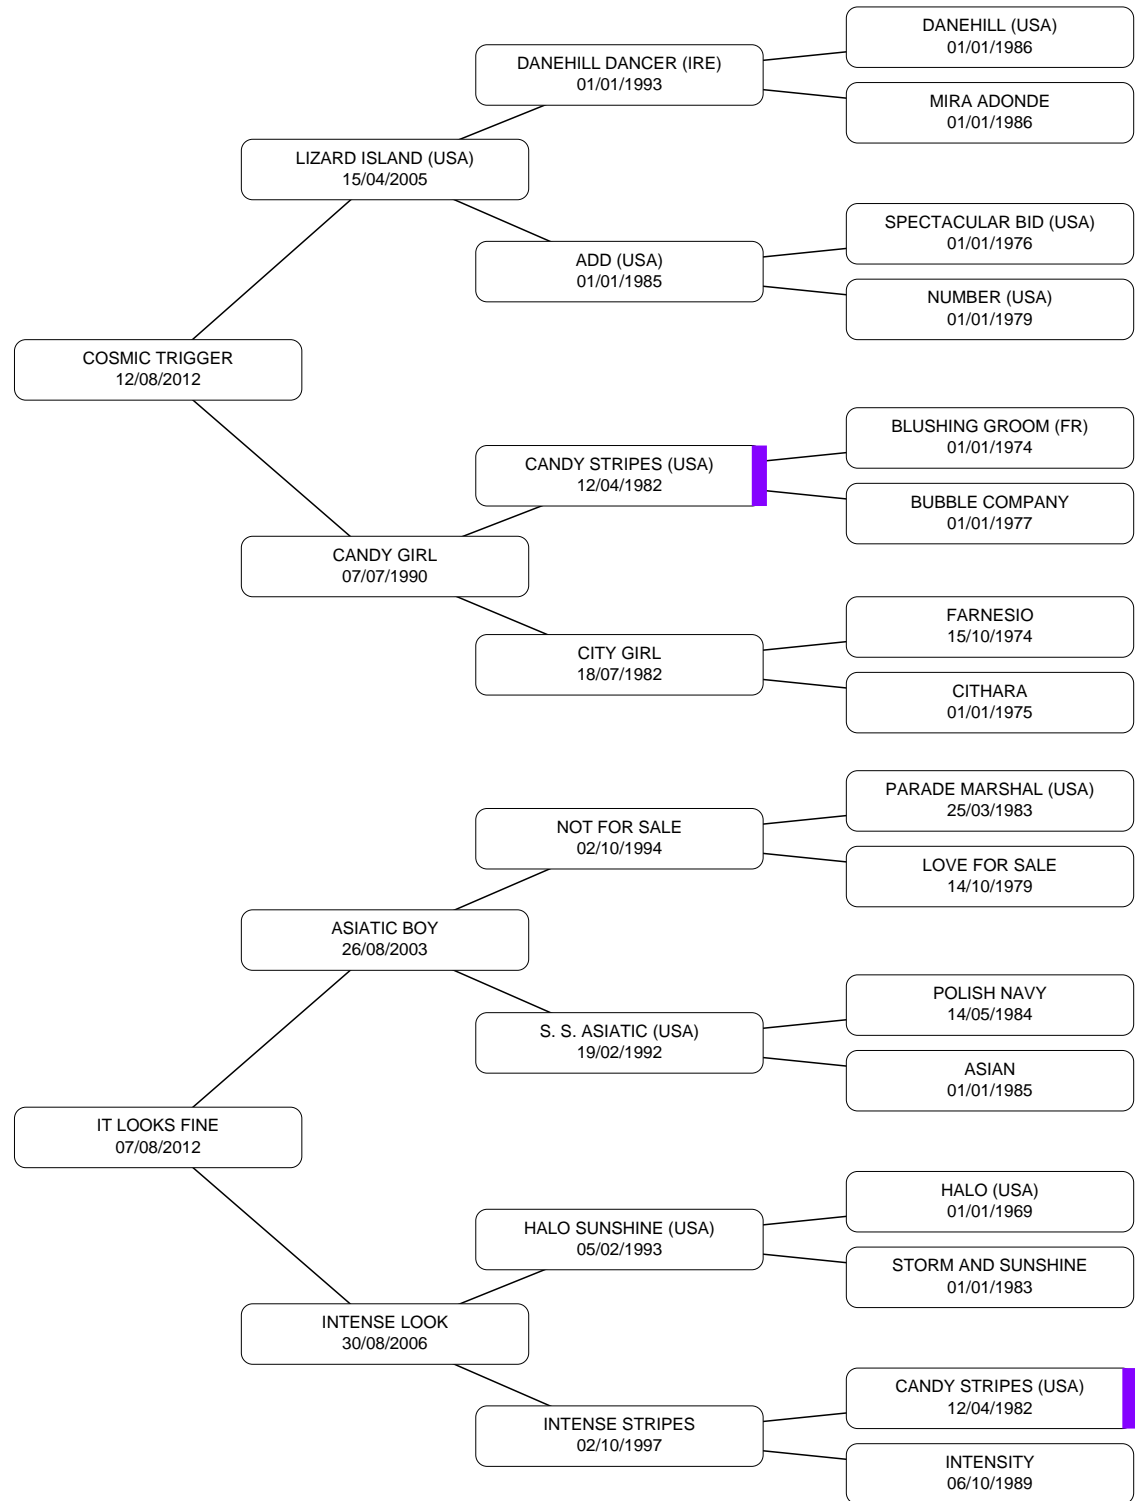 DANEHILL (USA)
01/01/1986
DANEHILL DANCER (IRE)
01/01/1993
MIRA ADONDE
01/01/1986
LIZARD ISLAND (USA)
15/04/2005
SPECTACULAR BID (USA)
01/01/1976
ADD (USA)
01/01/1985
NUMBER (USA)
01/01/1979
COSMIC TRIGGER
12/08/2012
BLUSHING GROOM (FR)
01/01/1974
CANDY STRIPES (USA)
12/04/1982
BUBBLE COMPANY
01/01/1977
CANDY GIRL
07/07/1990
FARNESIO
15/10/1974
CITY GIRL
18/07/1982
CITHARA
01/01/1975
PARADE MARSHAL (USA)
25/03/1983
NOT FOR SALE
02/10/1994
LOVE FOR SALE
14/10/1979
ASIATIC BOY
26/08/2003
POLISH NAVY
14/05/1984
S. S. ASIATIC (USA)
19/02/1992
ASIAN
01/01/1985
IT LOOKS FINE
07/08/2012
HALO (USA)
01/01/1969
HALO SUNSHINE (USA)
05/02/1993
STORM AND SUNSHINE
01/01/1983
INTENSE LOOK
30/08/2006
CANDY STRIPES (USA)
12/04/1982
INTENSE STRIPES
02/10/1997
INTENSITY
06/10/1989